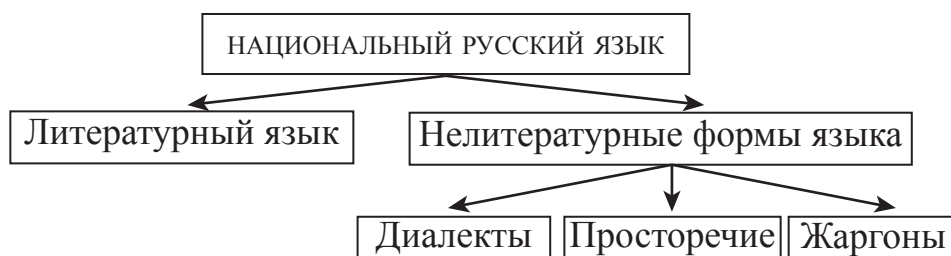 НАЦИОНАЛЬНЫЙ РУССКИЙ ЯЗЫК
Литературный язык
Нелитературные формы языка
Диалекты
Просторечие
Жаргоны